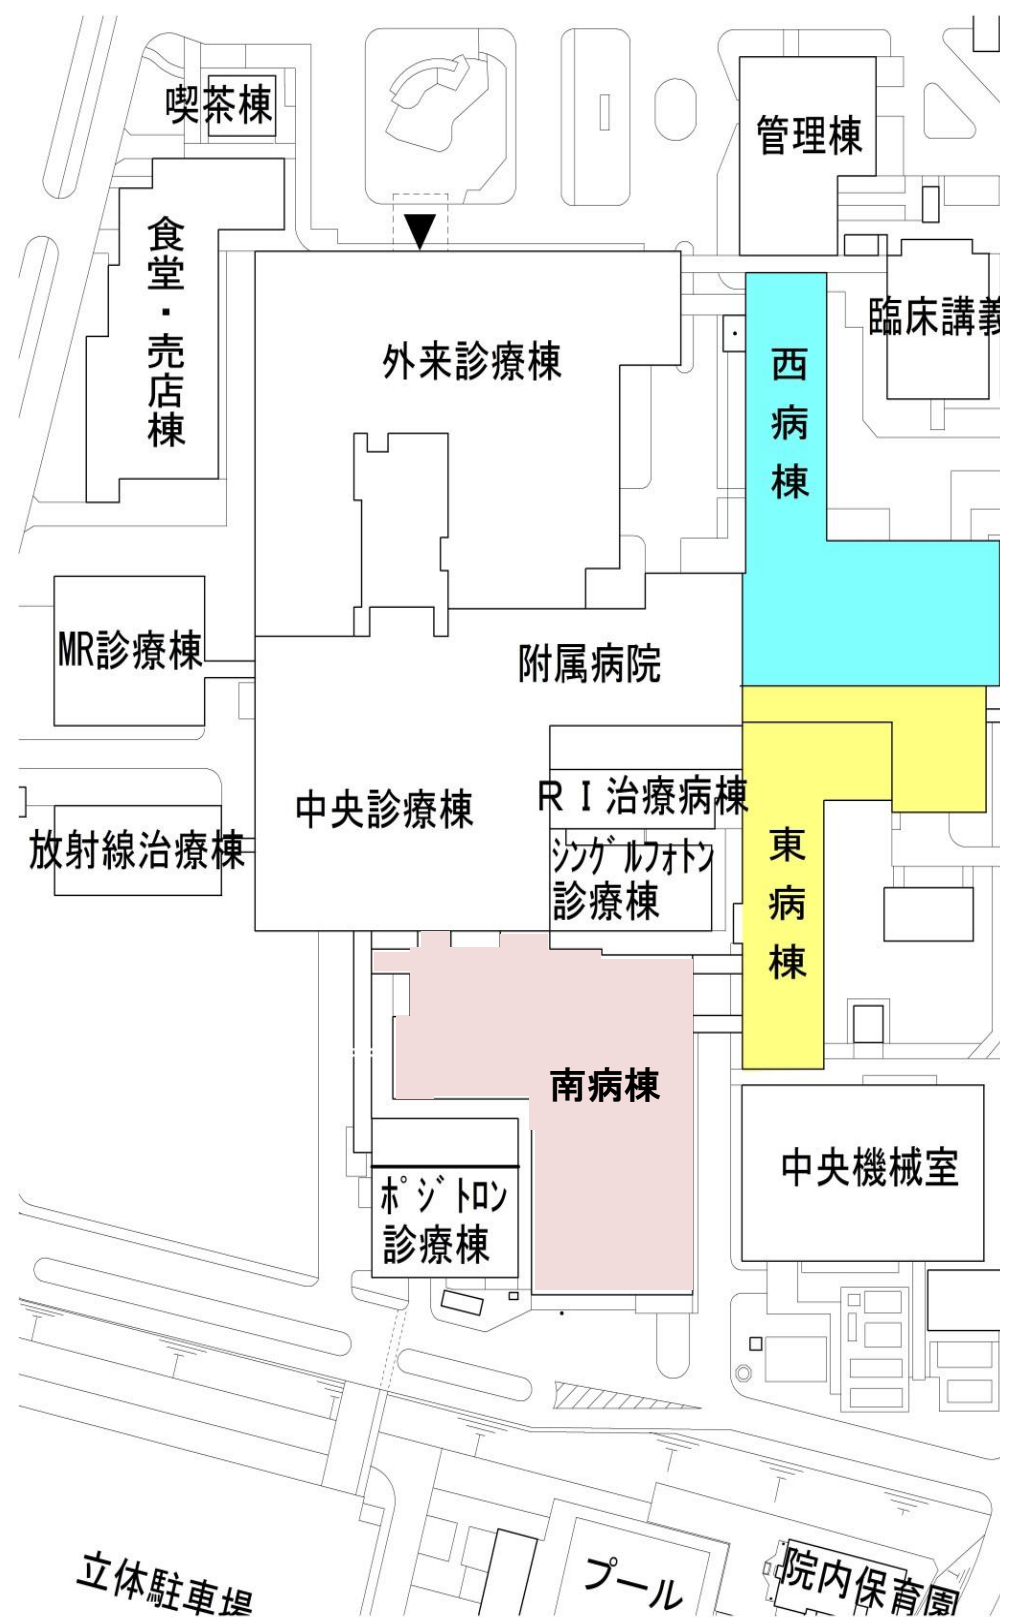 喫茶棟
管理棟
食堂・売店棟
臨床講義
外来診療棟
西病棟
MR診療棟
附属病院
中央診療棟
ＲＩ治療病棟
放射線治療棟
ｼﾝｸﾞﾙﾌｫﾄﾝ
診療棟
東病棟
南病棟
中央機械室
ﾎﾟｼﾞﾄﾛﾝ
診療棟
立体駐車場
プール
院内保育園